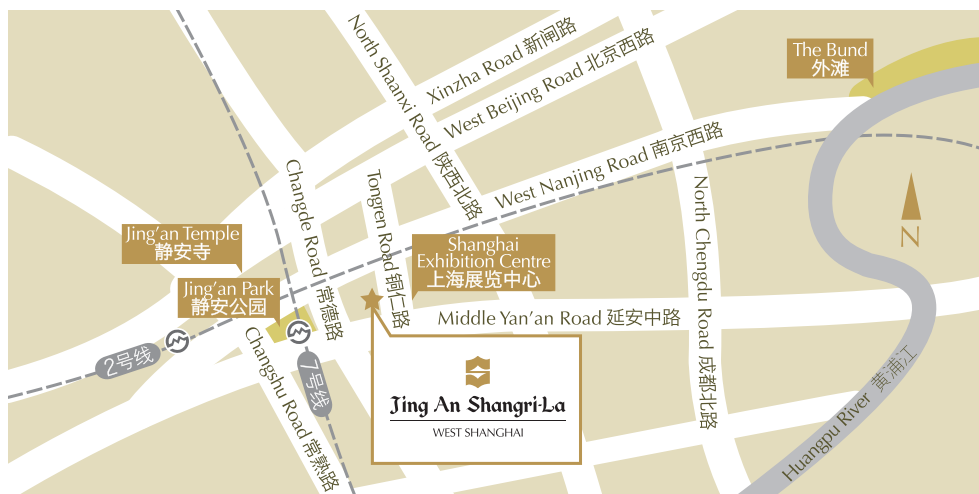 North Shaanxi Road 陕西北路
Xinzha Road 新闸路
West Beijing Road 北京西路
The Bund
外滩
West Nanjing Road 南京西路
Changde Road 常德路
Tongren Road 铜仁路
North Chengdu Road 成都北路
N
Jing'an Temple
静安寺
Shanghai
Exhibition Centre
上海展览中心
Jing'an Park
静安公园
Middle Yan'an Road 延安中路
2号线
7号线
Changshu Road 常熟路
Huangpu River 黄浦江
Jing An Shangri-La
WEST SHANGHAI